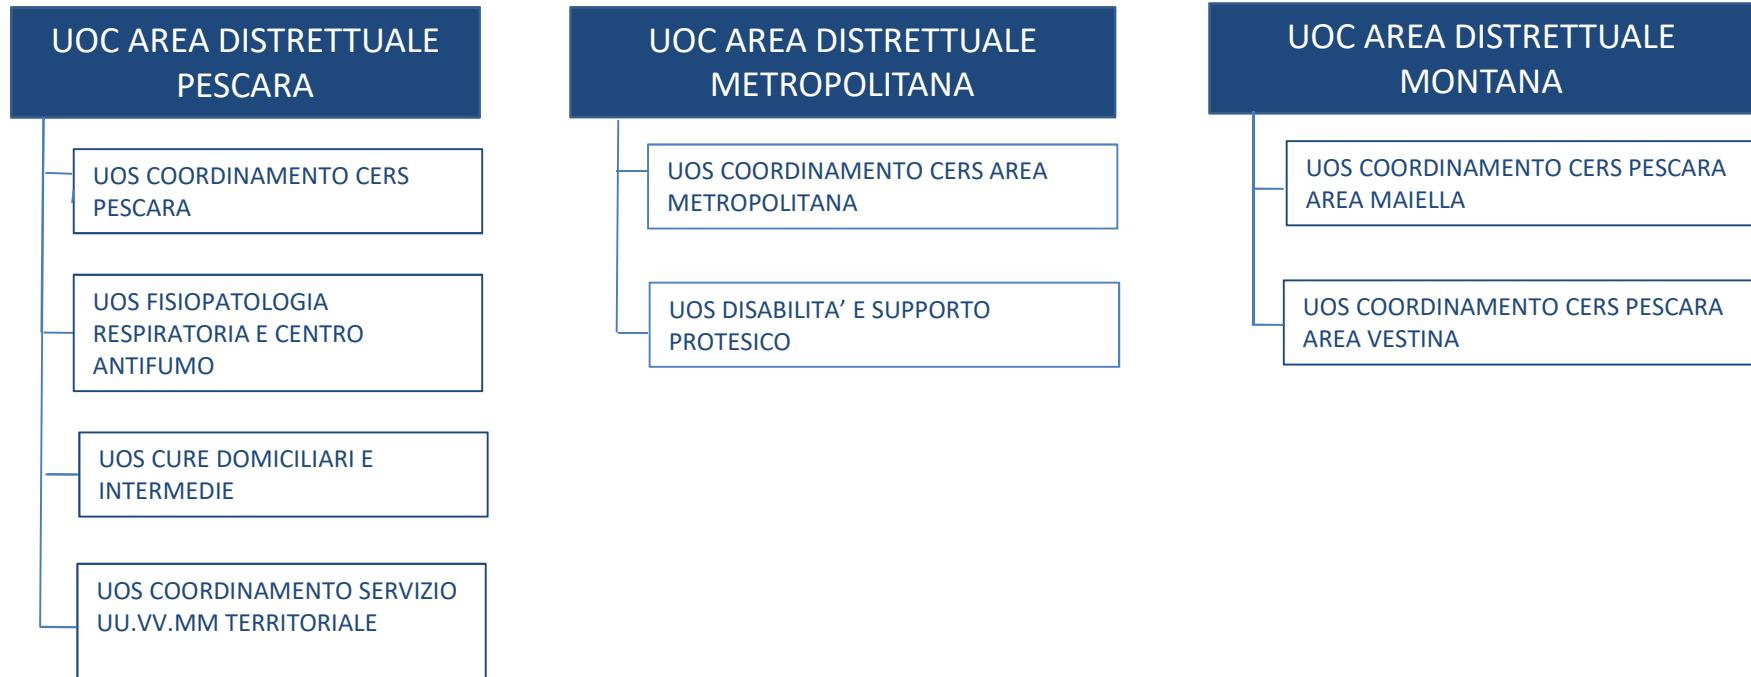 UOC AREA DISTRETTUALE
PESCARA
UOS COORDINAMENTO CERS
PESCARA
UOS FISIOPATOLOGIA
RESPIRATORIA E CENTRO
ANTIFUMO
UOS CURE DOMICILIARI E
INTERMEDIE
UOS COORDINAMENTO SERVIZIO
UU.VV.MM TERRITORIALE
UOC AREA DISTRETTUALE
METROPOLITANA
UOS COORDINAMENTO CERS AREA
METROPOLITANA
UOS DISABILITA’ E SUPPORTO
PROTESICO
UOC AREA DISTRETTUALE
MONTANA
UOS COORDINAMENTO CERS PESCARA
AREA MAIELLA
UOS COORDINAMENTO CERS PESCARA
AREA VESTINA